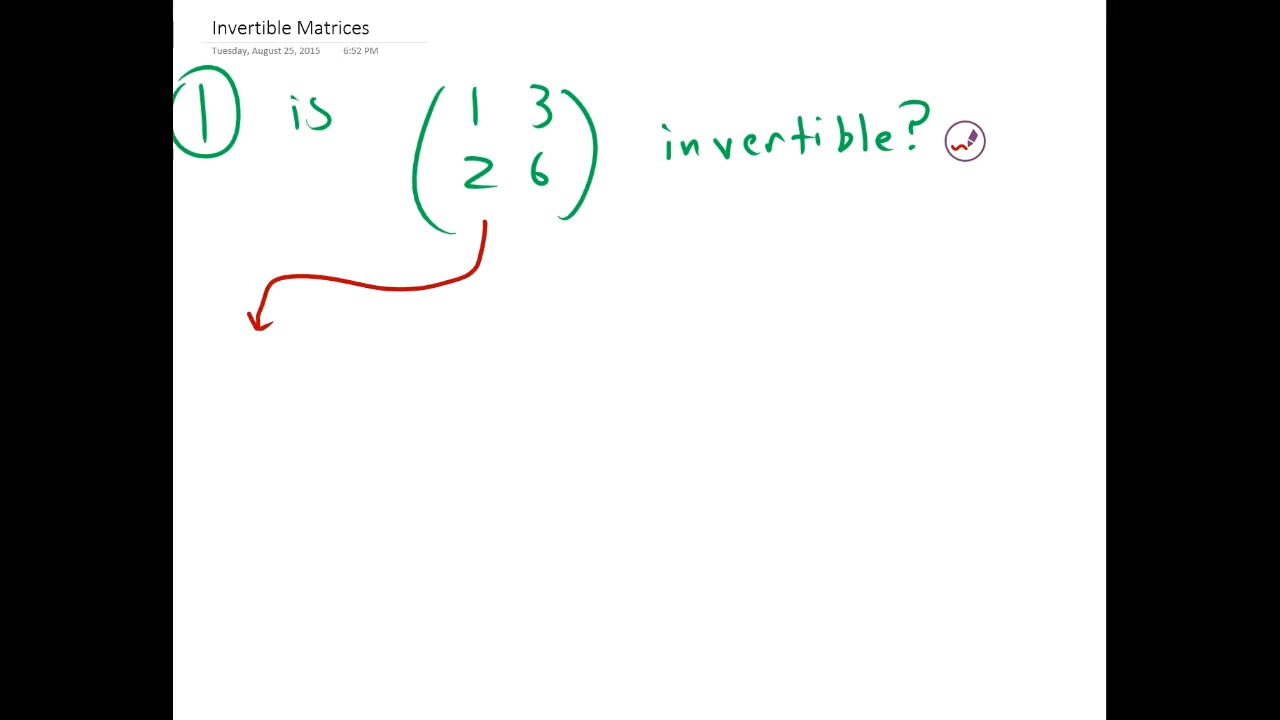 Invertible Matrices
Tuesday, August 25, 2015 6:52 PM
1 is ( 1 3 invertible?
2 6 )